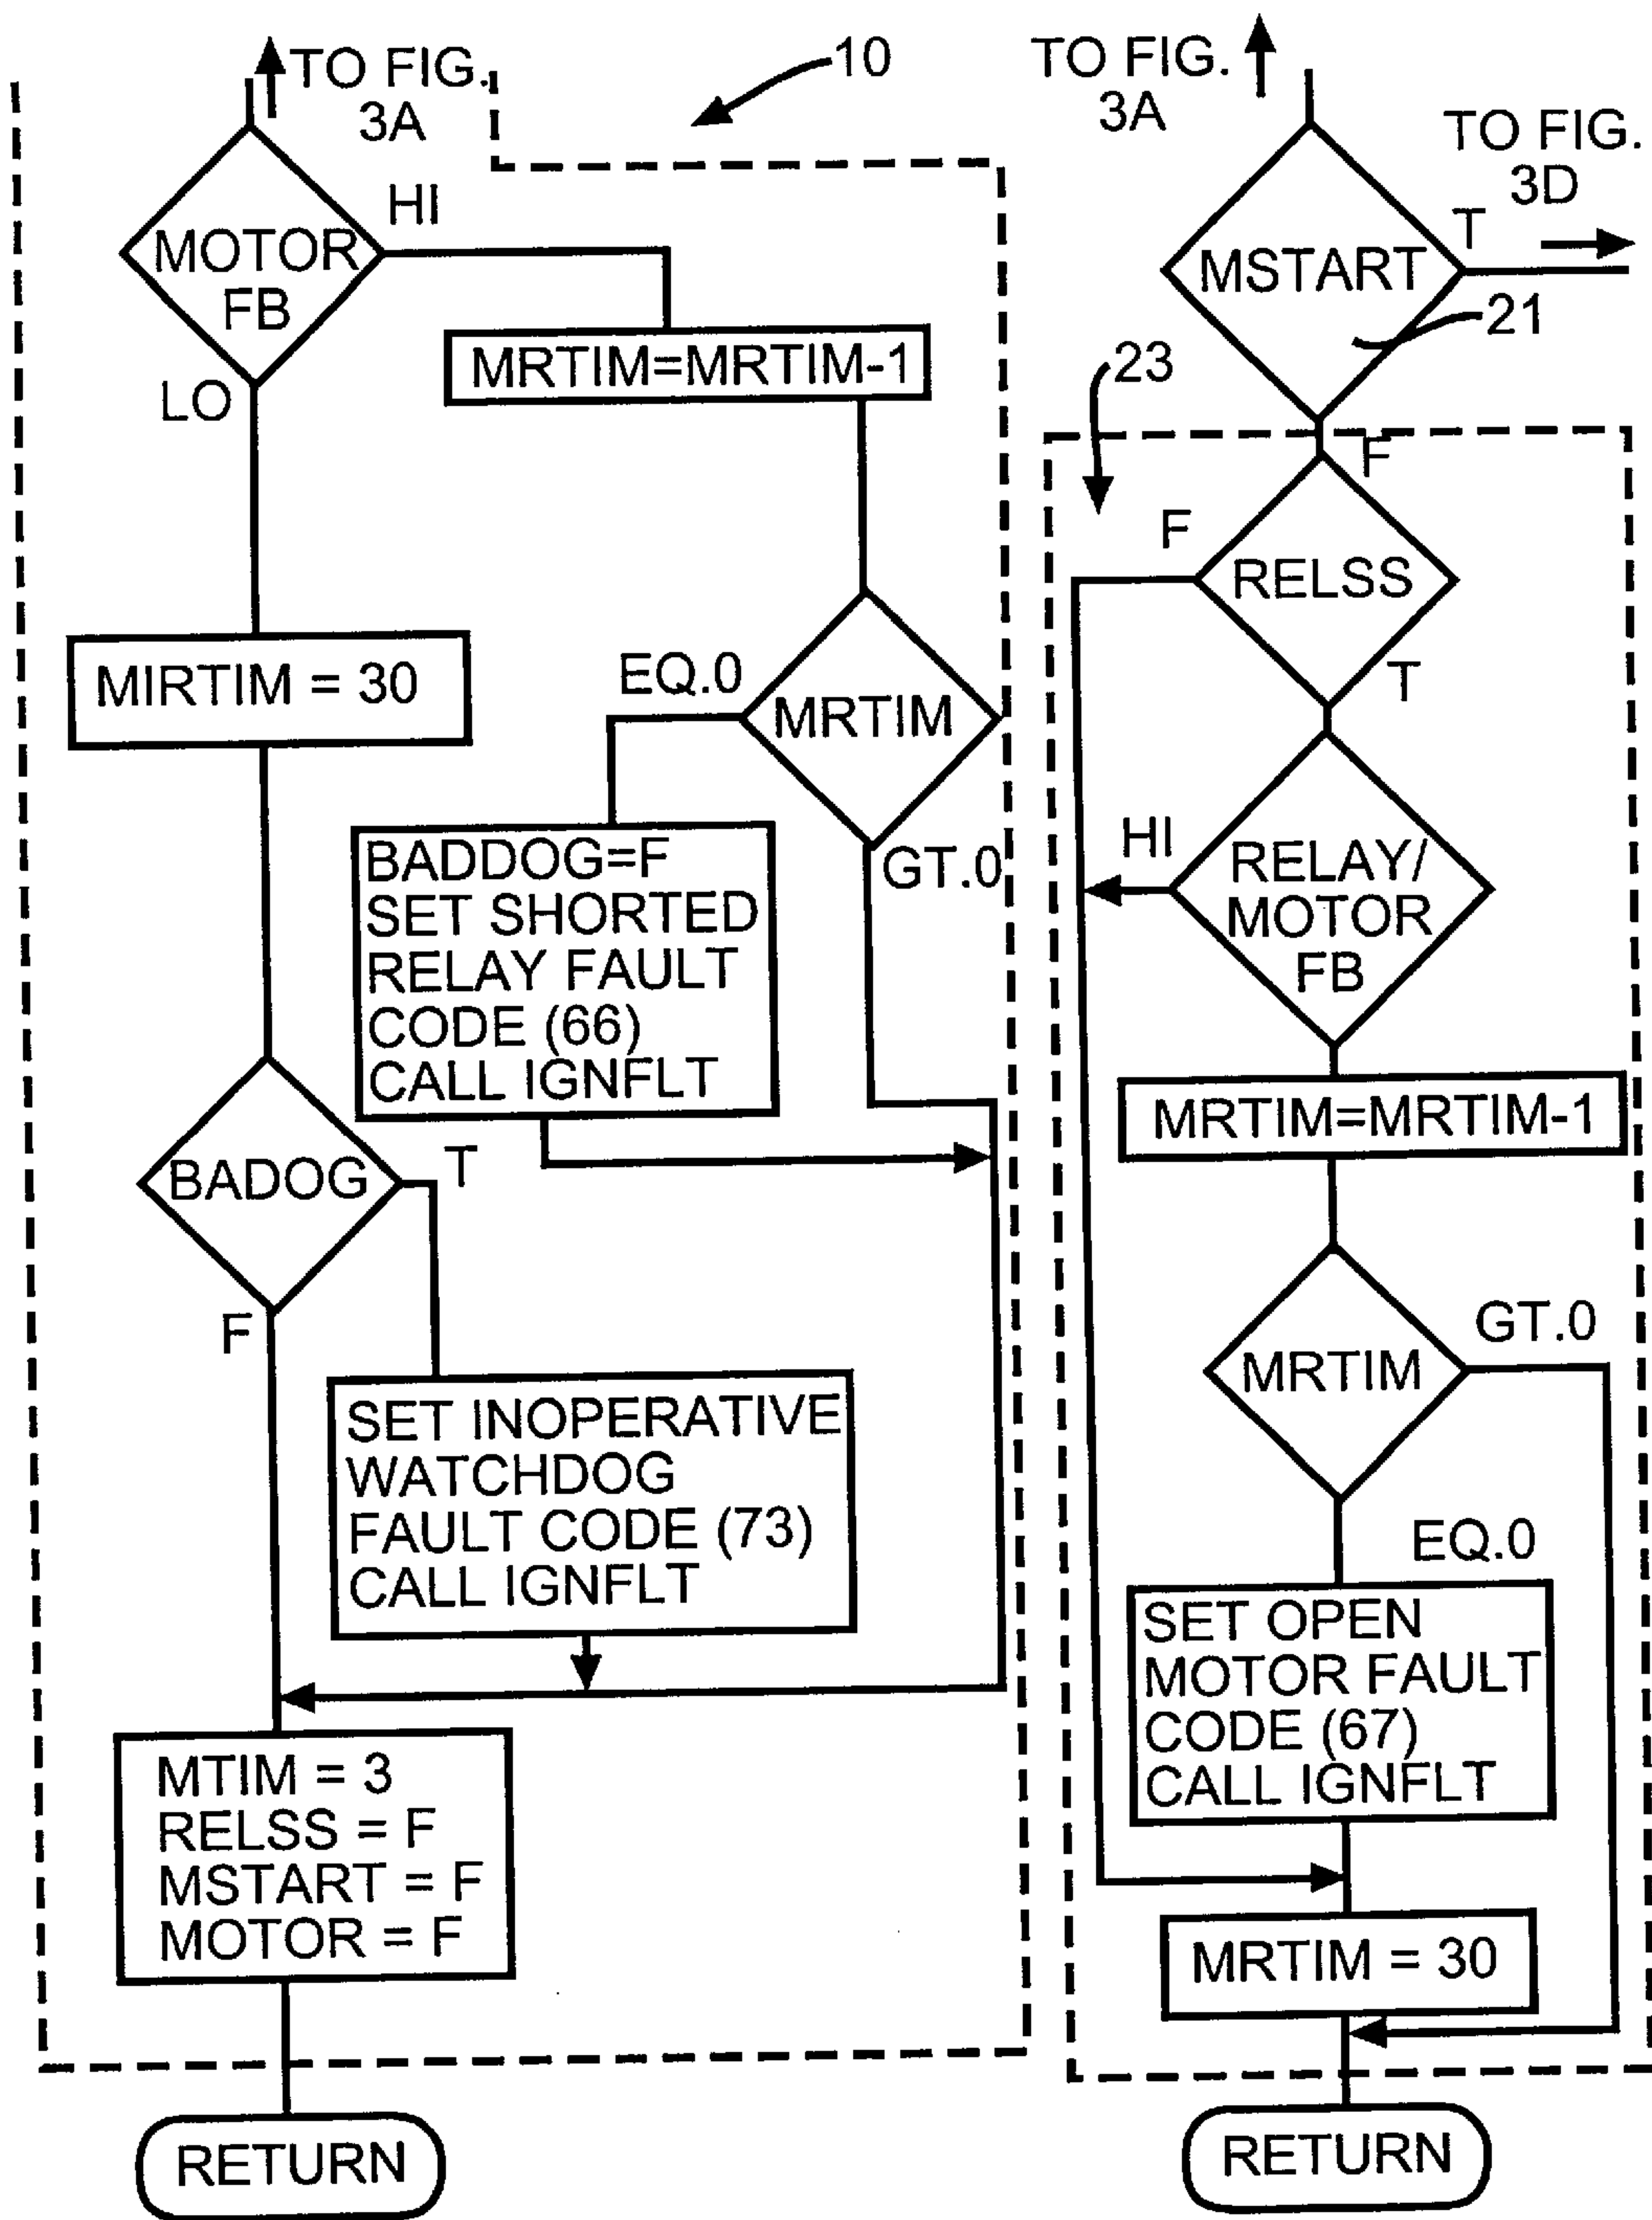 TO FIG.
3A
10
MOTOR
FB
HI
LO
MRTIM=MRTIM-1
MIRTIM = 30
EQ.0
MRTIM
GT.0
BADDOG=F
SET SHORTED
RELAY FAULT
CODE (66)
CALL IGNFLT
BADOG
T
F
SET INOPERATIVE
WATCHDOG
FAULT CODE (73)
CALL IGNFLT
MTIM = 3
RELSS = F
MSTART = F
MOTOR = F
RETURN
TO FIG.
3A
TO FIG.
3D
MSTART
T
21
23
F
F
RELSS
T
HI
RELAY/
MOTOR
FB
MRTIM=MRTIM-1
MRTIM
GT.0
EQ.0
SET OPEN
MOTOR FAULT
CODE (67)
CALL IGNFLT
MRTIM = 30
RETURN